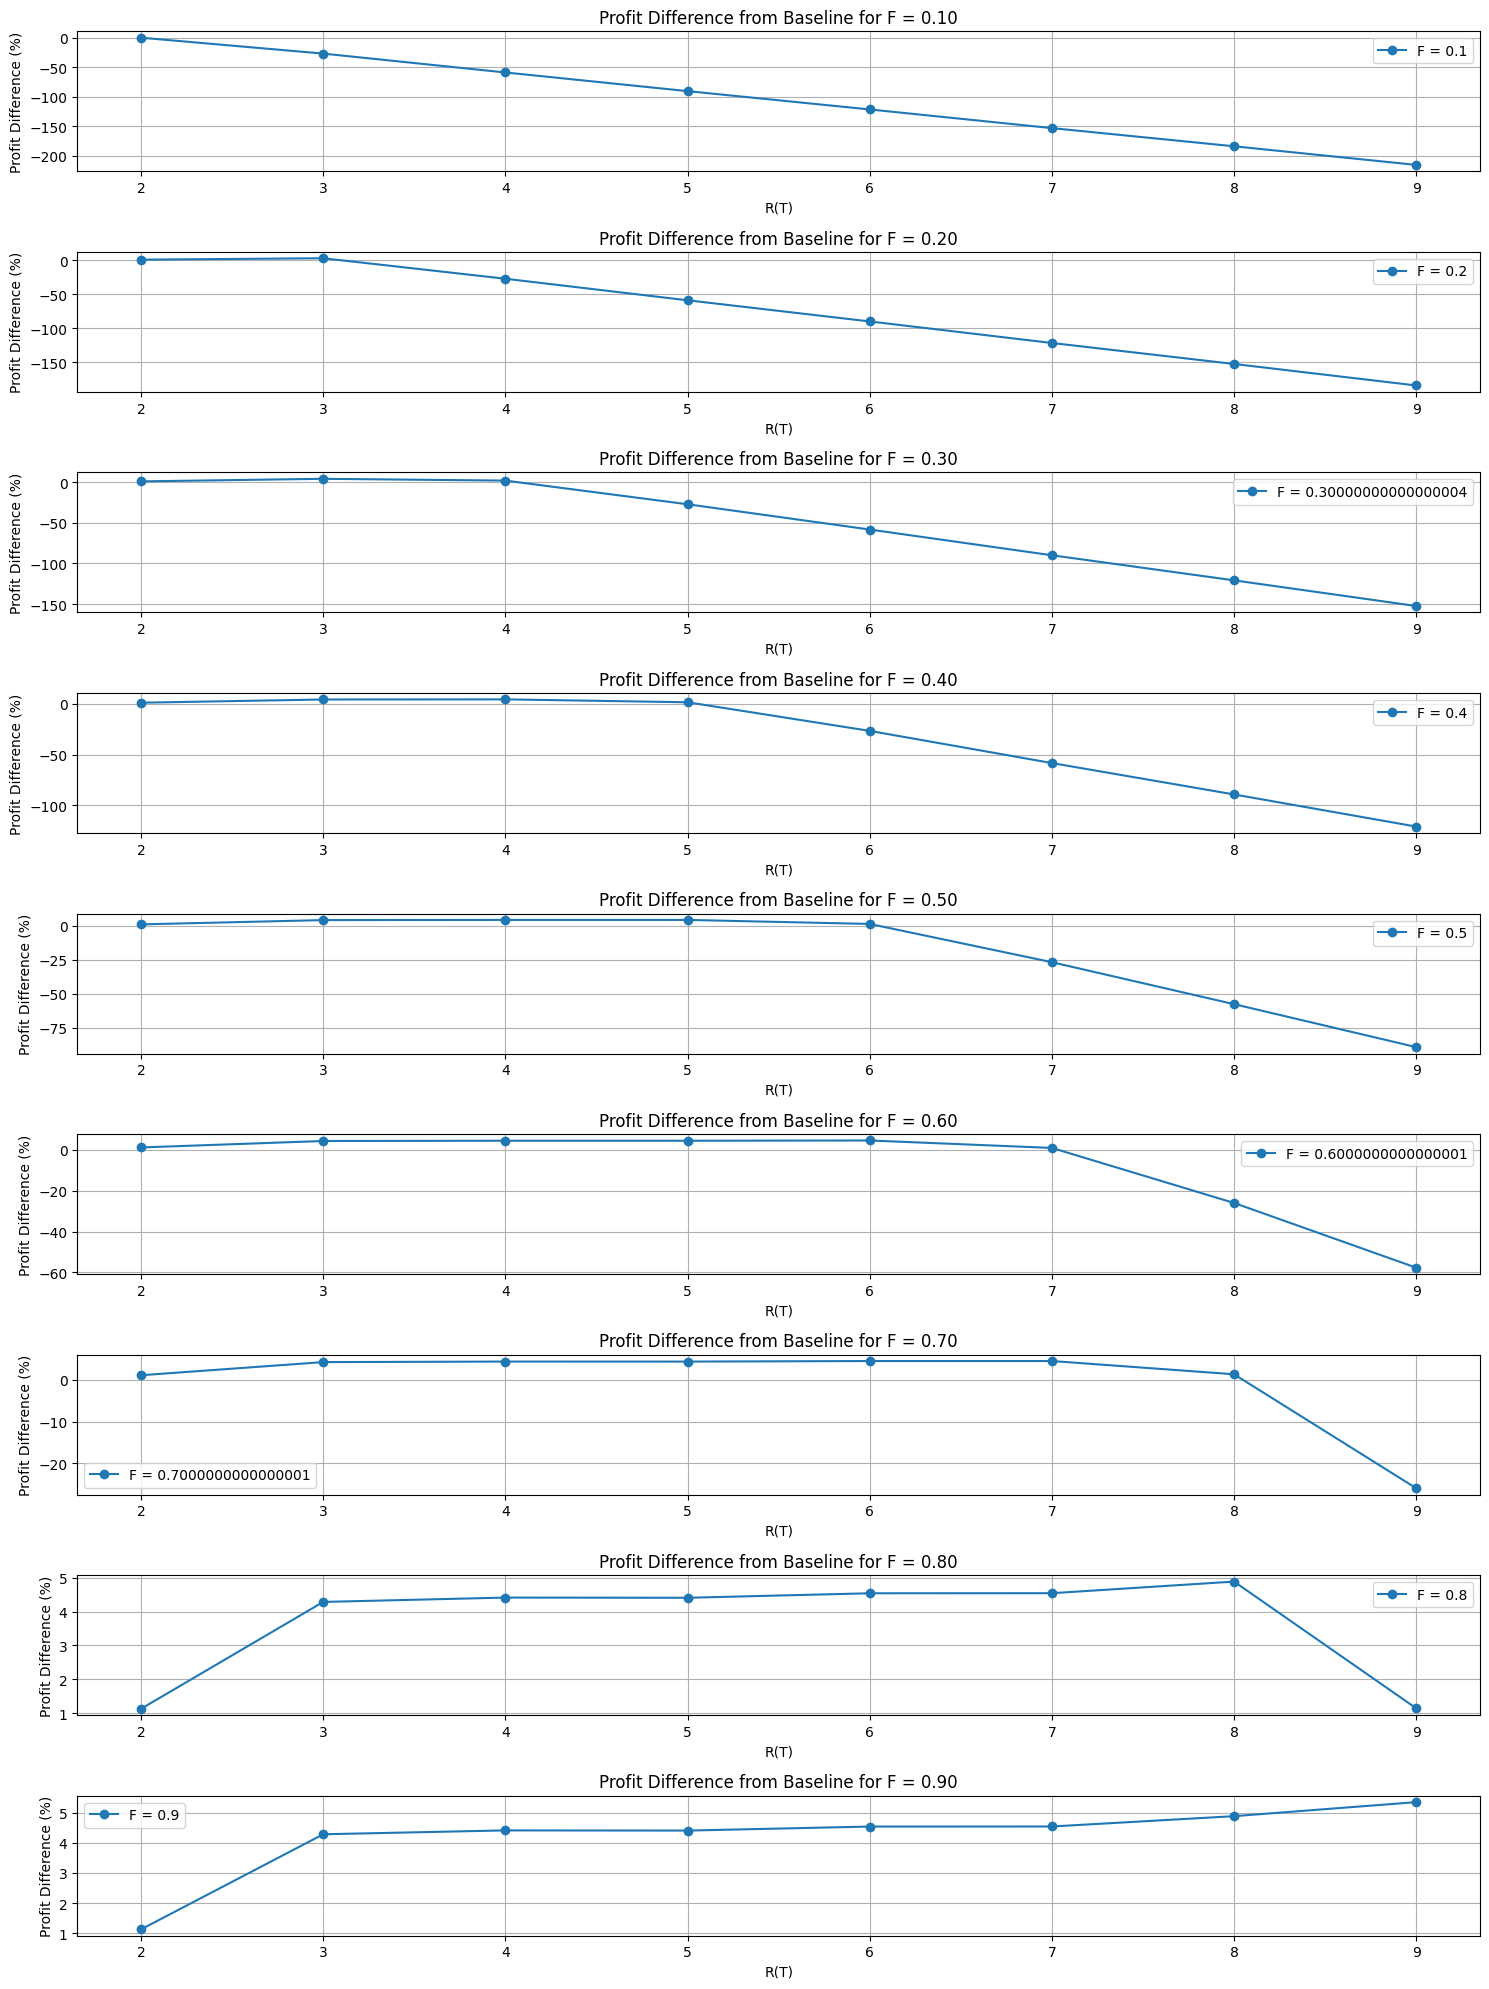 Profit Difference from Baseline for F = 0.10
Profit Difference (%)
0
−50
−100
−150
−200
F = 0.1
2 3 4 5 6 7 8 9
R(T)
Profit Difference from Baseline for F = 0.20
Profit Difference (%)
0
−50
−100
−150
F = 0.2
2 3 4 5 6 7 8 9
R(T)
Profit Difference from Baseline for F = 0.30
Profit Difference (%)
0
−50
−100
−150
F = 0.30000000000000004
2 3 4 5 6 7 8 9
R(T)
Profit Difference from Baseline for F = 0.40
Profit Difference (%)
0
−50
−100
F = 0.4
2 3 4 5 6 7 8 9
R(T)
Profit Difference from Baseline for F = 0.50
Profit Difference (%)
0
−25
−50
−75
F = 0.5
2 3 4 5 6 7 8 9
R(T)
Profit Difference from Baseline for F = 0.60
Profit Difference (%)
0
−20
−40
−60
F = 0.6000000000000001
2 3 4 5 6 7 8 9
R(T)
Profit Difference from Baseline for F = 0.70
Profit Difference (%)
0
−10
−20
F = 0.7000000000000001
2 3 4 5 6 7 8 9
R(T)
Profit Difference from Baseline for F = 0.80
Profit Difference (%)
5
4
3
2
1
F = 0.8
2 3 4 5 6 7 8 9
R(T)
Profit Difference from Baseline for F = 0.90
Profit Difference (%)
5
4
3
2
1
F = 0.9
2 3 4 5 6 7 8 9
R(T)